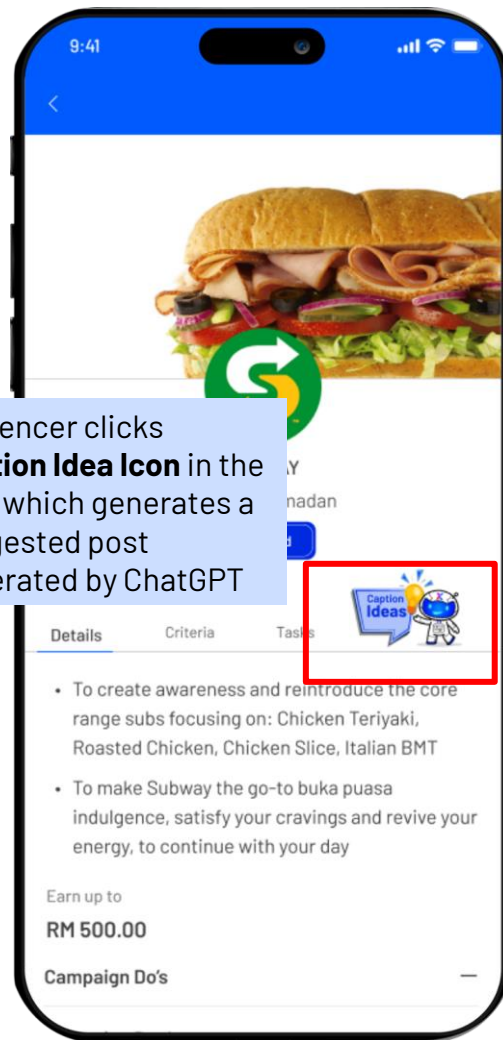 9:41
encer clicks
tion Idea Icon in the
which generates a
gested post
erated by ChatGPT
AY
madan
d
Caption
Ideas
Details Criteria Tasks
• To create awareness and reintroduce the core
range subs focusing on: Chicken Teriyaki,
Roasted Chicken, Chicken Slice, Italian BMT
• To make Subway the go-to buka puasa
indulgence, satisfy your cravings and revive your
energy, to continue with your day
Earn up to
RM 500.00
Campaign Do's